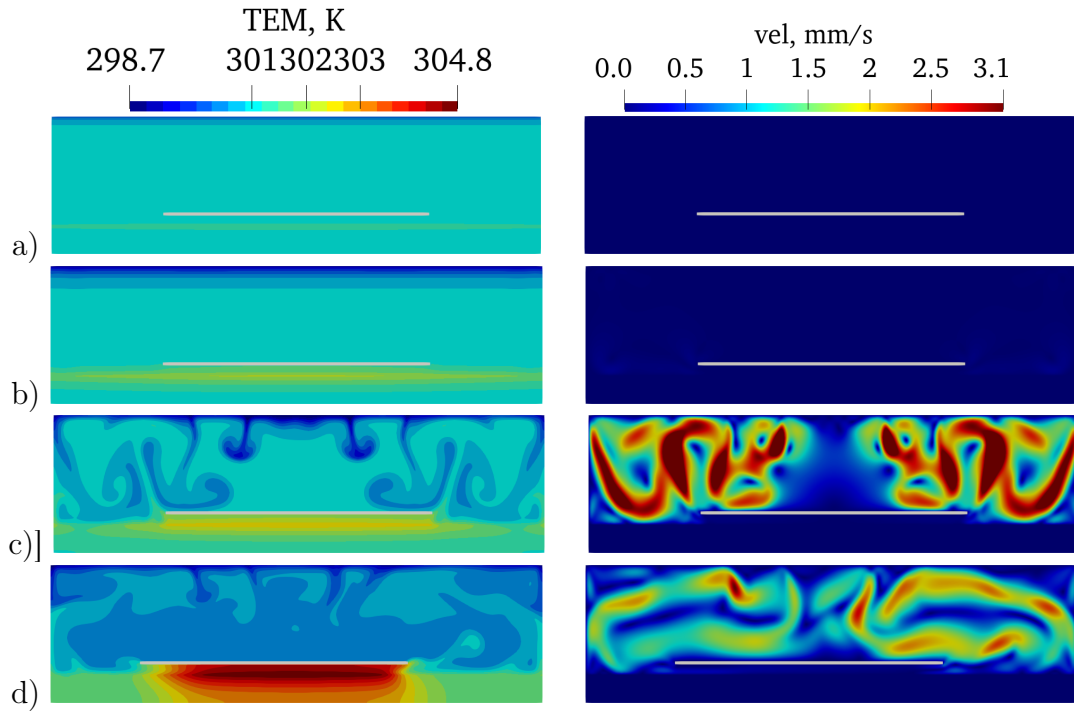 TEM, K
298.7 301302303 304.8
vel, mm/s
0.0 0.5 1 1.5 2 2.5 3.1
a)
b)
c)]
d)